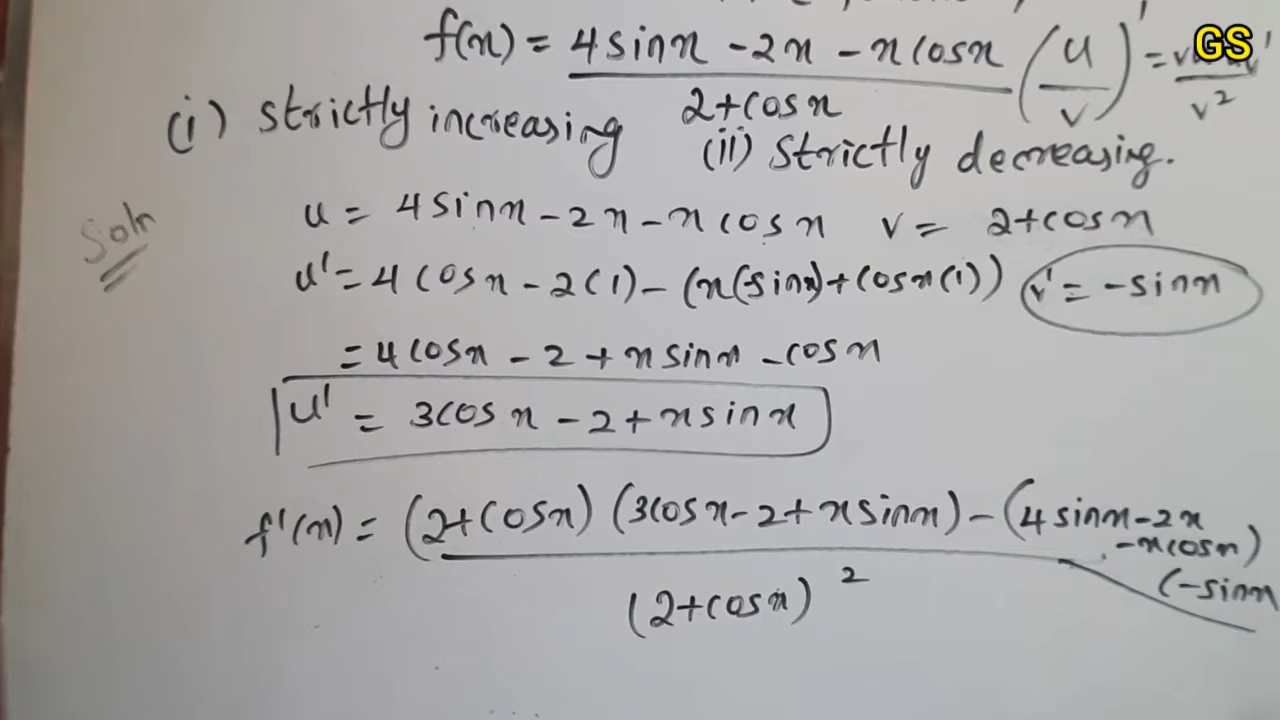 GS
f(x) = 4sinx - 2x - xcosx / 2+cosx (u/v)' = / v²
(i) strictly increasing (ii) Strictly decreasing.
Soln
u = 4sinx - 2x - xcosx v = 2+cosx
u' = 4cosx - 2(1) - (x(-sinx)+cosx(1)) v' = -sinx
= 4cosx - 2 + xsinx - cosx
u' = 3cosx - 2 + xsinx
f'(x) = (2+cosx)(3cosx-2+xsinx) - (4sinx-2x
-xcosx)
(-sinx
(2+cosx)²